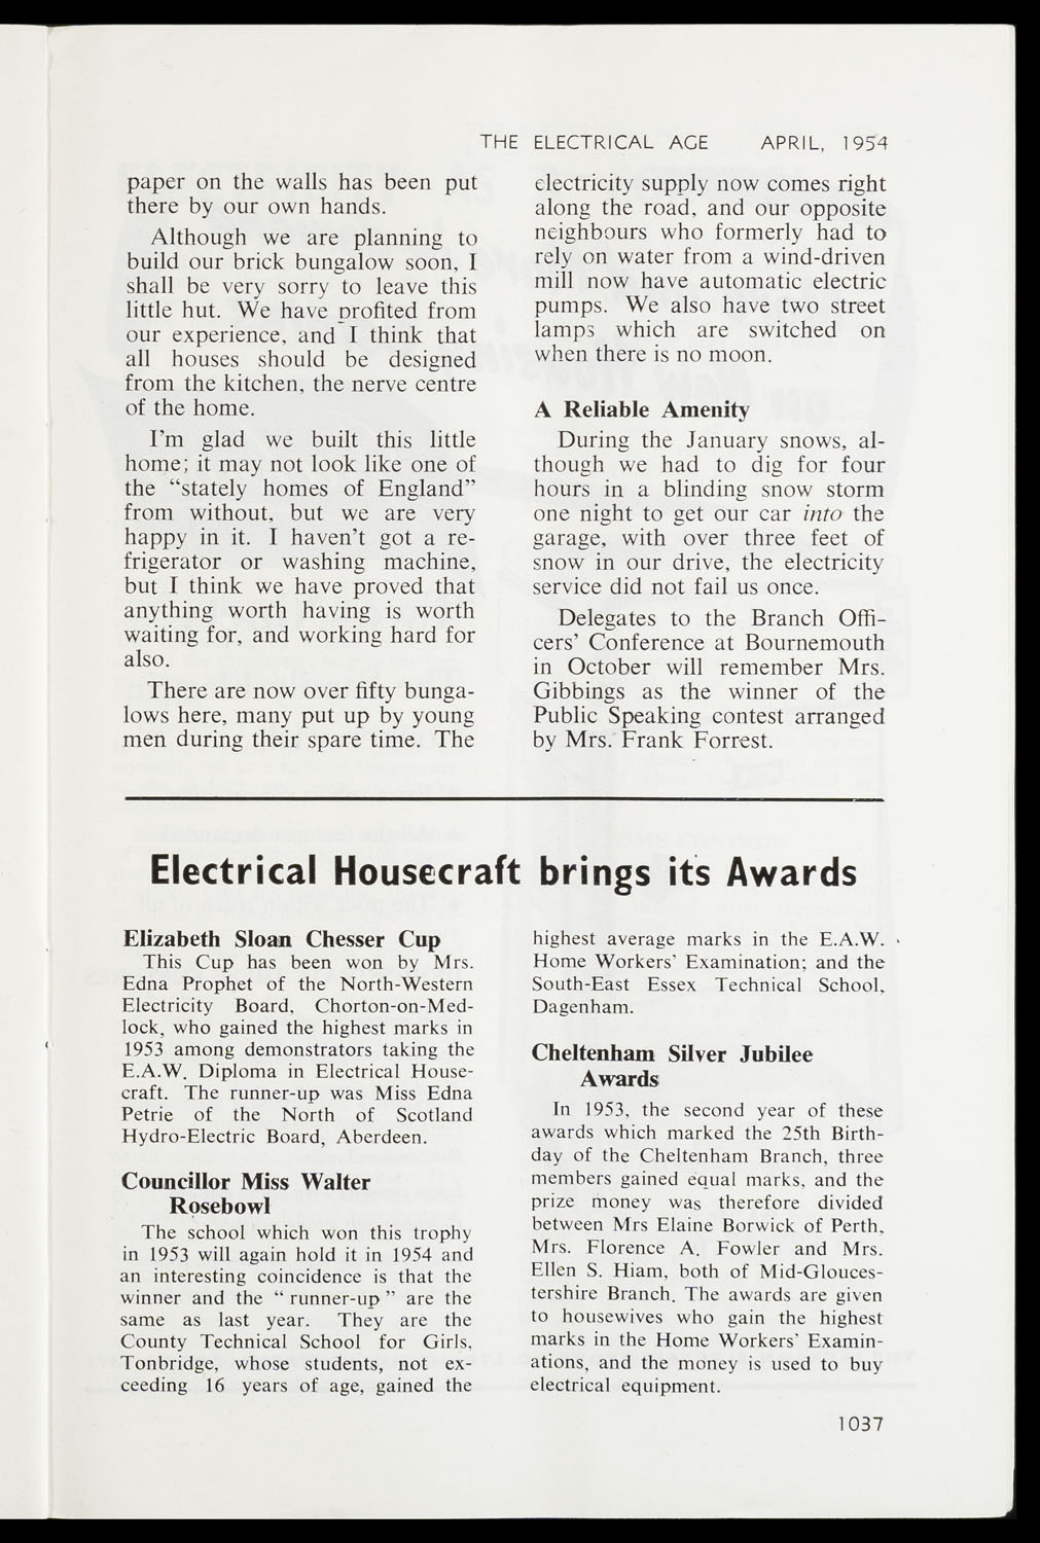 THE ELECTRICAL AGE APRIL, 1954
paper on the walls has been put
there by our own hands.
Although we are planning to
build our brick bungalow soon, I
shall be very sorry to leave this
little hut. We have profited from
our experience, and I think that
all houses should be designed
from the kitchen, the nerve centre
of the home.
I'm glad we built this little
home; it may not look like one of
the “stately homes of England”
from without, but we are very
happy in it. I haven't got a re-
frigerator or washing machine,
but I think we have proved that
anything worth having is worth
waiting for, and working hard for
also.
There are now over fifty bunga-
lows here, many put up by young
men during their spare time. The
electricity supply now comes right
along the road, and our opposite
neighbours who formerly had to
rely on water from a wind-driven
mill now have automatic electric
pumps. We also have two street
lamps which are switched on
when there is no moon.
A Reliable Amenity
During the January snows, al-
though we had to dig for four
hours in a blinding snow storm
one night to get our car into the
garage, with over three feet of
snow in our drive, the electricity
service did not fail us once.
Delegates to the Branch Offi-
cers' Conference at Bournemouth
in October will remember Mrs.
Gibbings as the winner of the
Public Speaking contest arranged
by Mrs. Frank Forrest.
Electrical Housecraft brings its Awards
Elizabeth Sloan Chesser Cup
This Cup has been won by Mrs.
Edna Prophet of the North-Western
Electricity Board, Chorton-on-Med-
lock, who gained the highest marks in
1953 among demonstrators taking the
E.A.W. Diploma in Electrical House-
craft. The runner-up was Miss Edna
Petrie of the North of Scotland
Hydro-Electric Board, Aberdeen.
Councillor Miss Walter
Rosebowl
The school which won this trophy
in 1953 will again hold it in 1954 and
an interesting coincidence is that the
winner and the “ runner-up ” are the
same as last year. They are the
County Technical School for Girls,
Tonbridge, whose students, not ex-
ceeding 16 years of age, gained the
highest average marks in the E.A.W.
Home Workers' Examination; and the
South-East Essex Technical School,
Dagenham.
Cheltenham Silver Jubilee
Awards
In 1953, the second year of these
awards which marked the 25th Birth-
day of the Cheltenham Branch, three
members gained equal marks, and the
prize money was therefore divided
between Mrs Elaine Borwick of Perth,
Mrs. Florence A. Fowler and Mrs.
Ellen S. Hiam, both of Mid-Glouces-
tershire Branch. The awards are given
to housewives who gain the highest
marks in the Home Workers' Examin-
ations, and the money is used to buy
electrical equipment.
1037